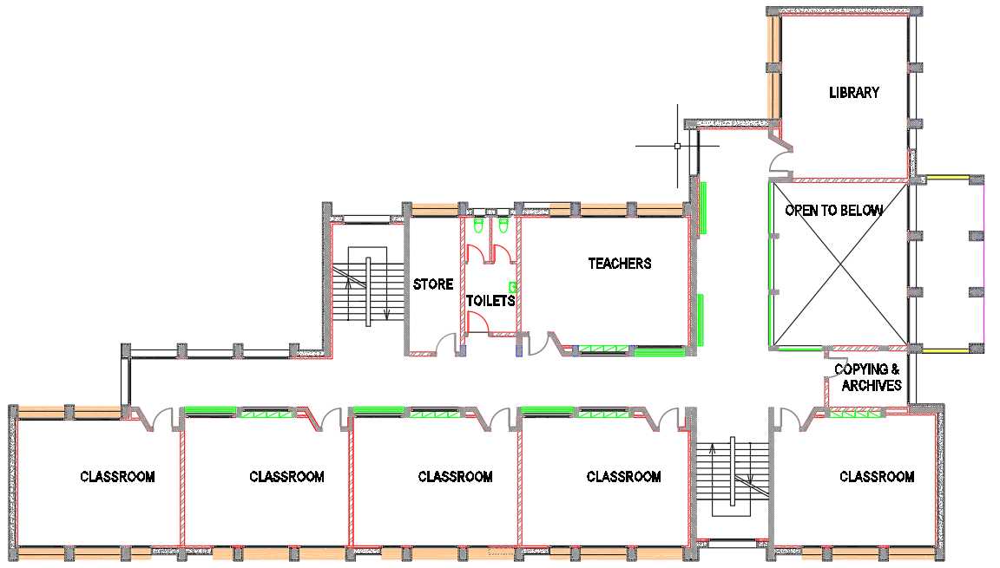 LIBRARY
OPEN TO BELOW
TEACHERS
STORE
TOILETS
COPYING &
ARCHIVES
CLASSROOM
CLASSROOM
CLASSROOM
CLASSROOM
CLASSROOM